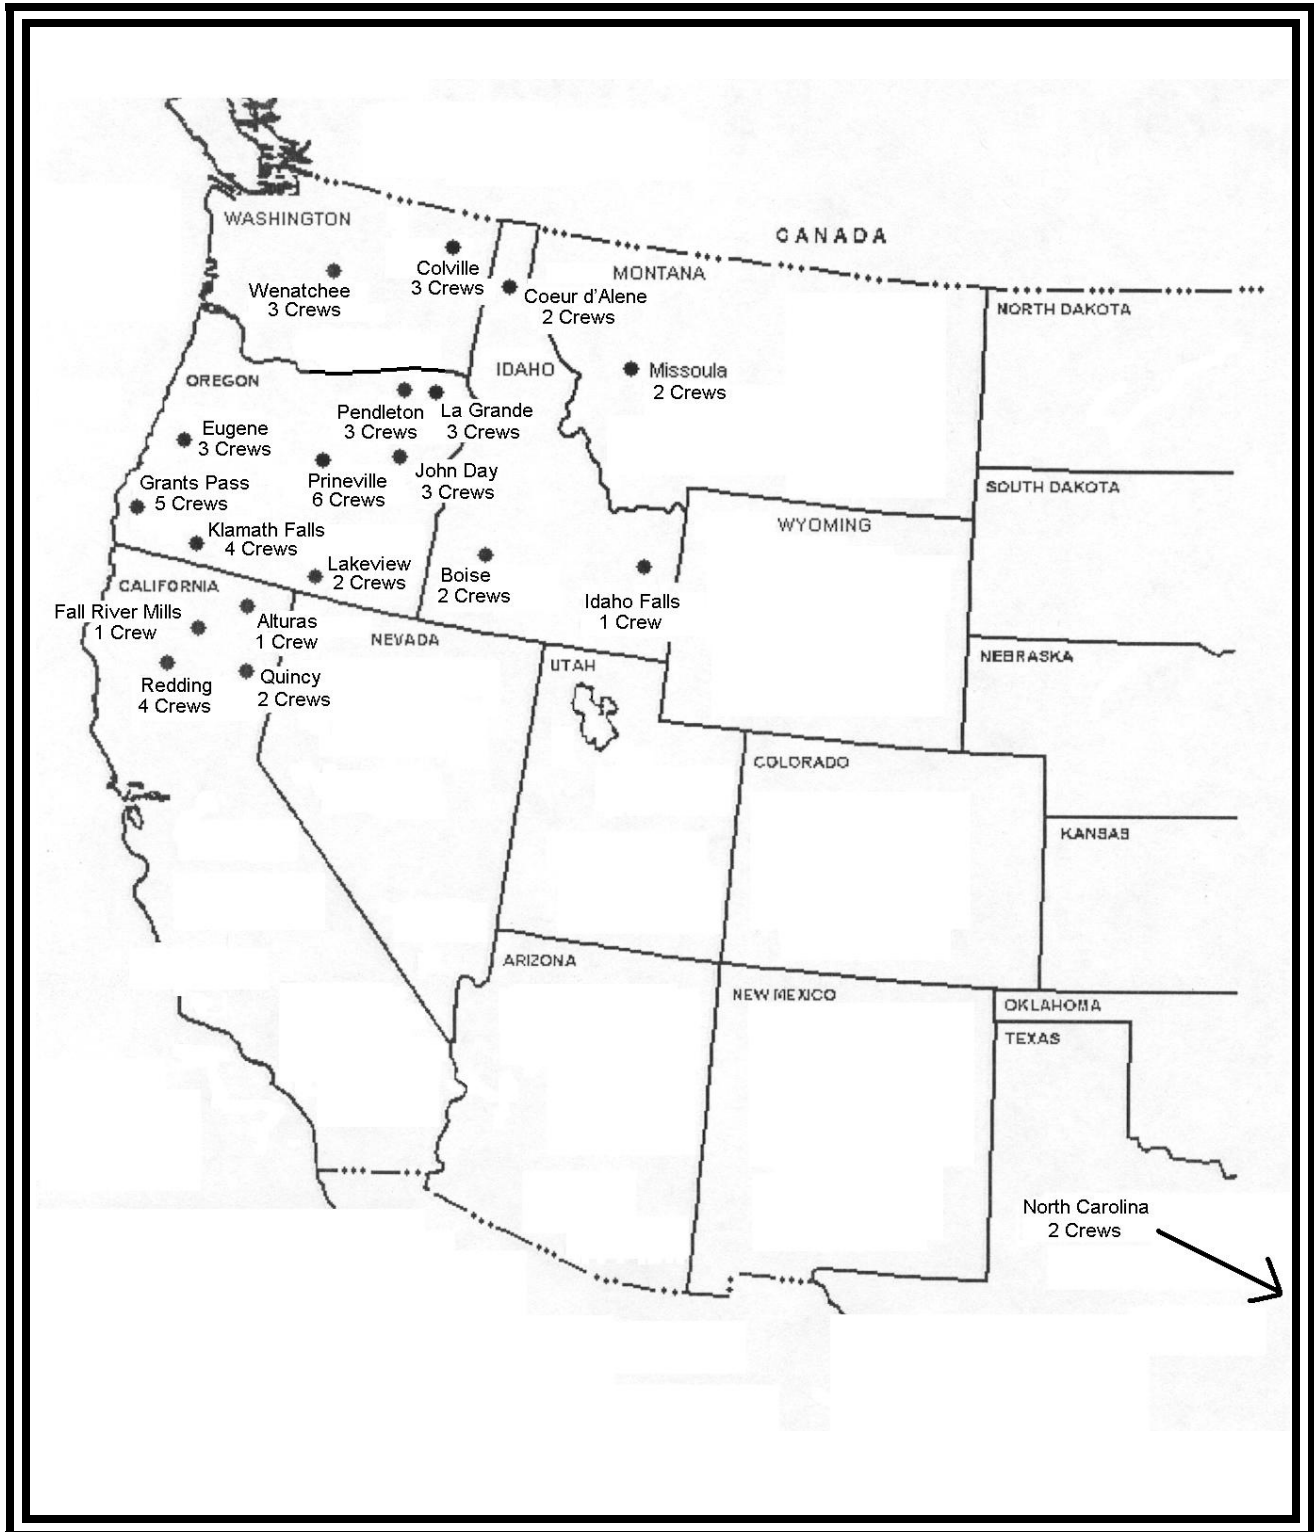 CANADA
WASHINGTON
Colville
3 Crews
Wenatchee
3 Crews
MONTANA
Coeur d'Alene
2 Crews
NORTH DAKOTA
OREGON
IDAHO
Missoula
2 Crews
Pendleton
3 Crews
La Grande
3 Crews
Eugene
3 Crews
Prineville
6 Crews
John Day
3 Crews
Grants Pass
5 Crews
SOUTH DAKOTA
Klamath Falls
4 Crews
WYOMING
Lakeview
2 Crews
Boise
2 Crews
Idaho Falls
1 Crew
CALIFORNIA
Fall River Mills
1 Crew
Alturas
1 Crew
NEVADA
UTAH
NEBRASKA
Redding
4 Crews
Quincy
2 Crews
COLORADO
KANSAS
ARIZONA
NEW MEXICO
OKLAHOMA
TEXAS
North Carolina
2 Crews